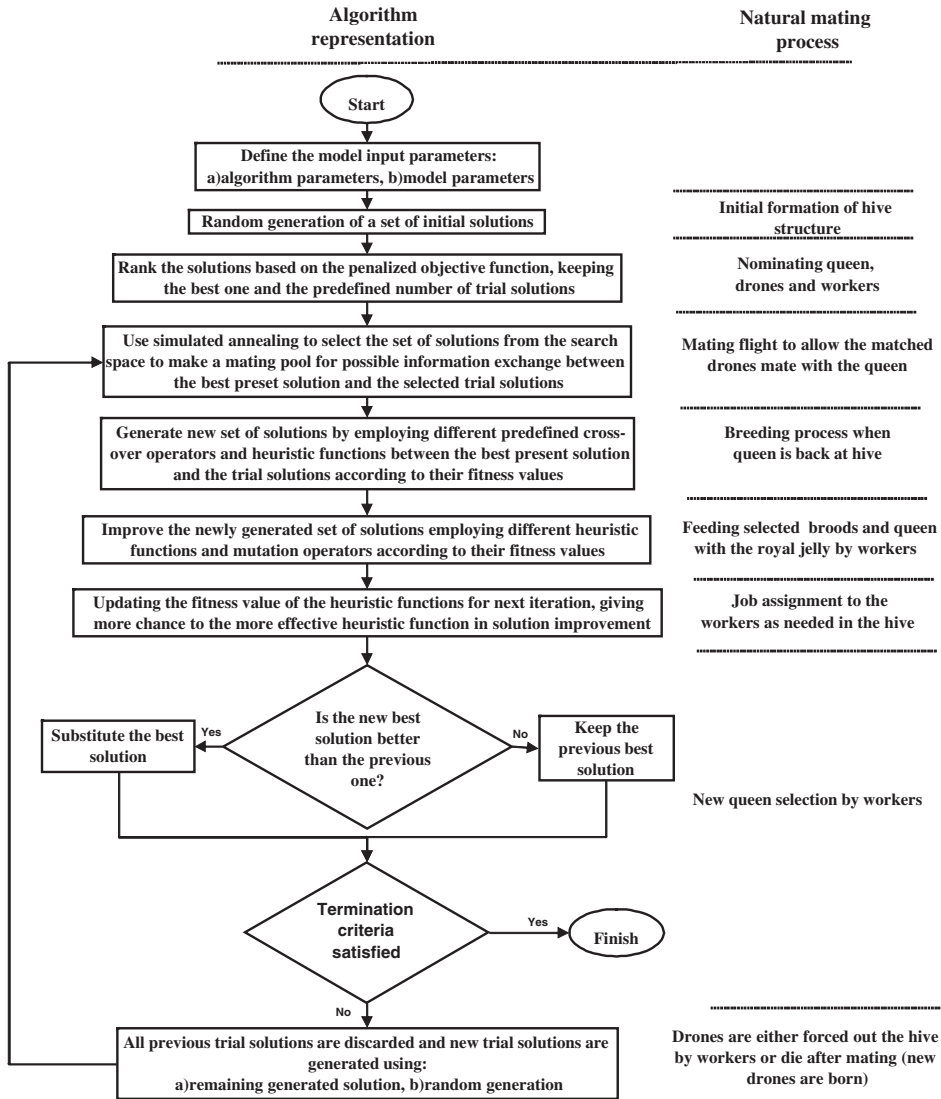 Algorithm
representation
Natural mating
process
Start
Define the model input parameters:
a)algorithm parameters, b)model parameters
Random generation of a set of initial solutions
Initial formation of hive
structure
Rank the solutions based on the penalized objective function, keeping
the best one and the predefined number of trial solutions
Nominating queen,
drones and workers
Use simulated annealing to select the set of solutions from the search
space to make a mating pool for possible information exchange between
the best preset solution and the selected trial solutions
Mating flight to allow the matched
drones mate with the queen
Generate new set of solutions by employing different predefined cross-
over operators and heuristic functions between the best present solution
and the trial solutions according to their fitness values
Breeding process when
queen is back at hive
Improve the newly generated set of solutions employing different heuristic
functions and mutation operators according to their fitness values
Feeding selected broods and queen
with the royal jelly by workers
Updating the fitness value of the heuristic functions for next iteration, giving
more chance to the more effective heuristic function in solution improvement
Job assignment to the
workers as needed in the hive
Is the new best
solution better
than the previous
one?
Yes
Substitute the best
solution
No
Keep the
previous best
solution
New queen selection by workers
Termination
criteria
satisfied
Yes
Finish
No
All previous trial solutions are discarded and new trial solutions are
generated using:
a)remaining generated solution, b)random generation
Drones are either forced out the hive
by workers or die after mating (new
drones are born)